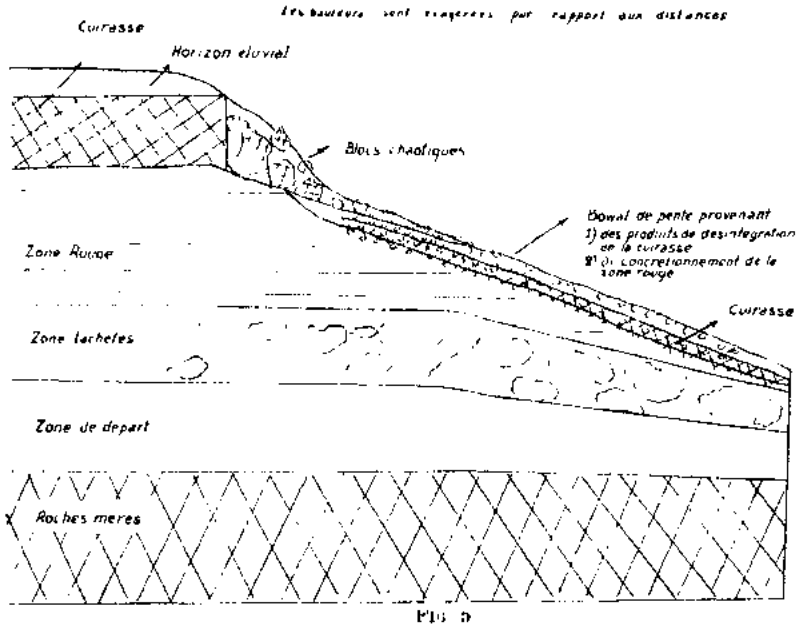 Les hauteurs sont exagerees par rapport aux distances
Cuirasse
Horizon eluvial
Blocs chaotiques
Bowal de pente provenant
1) des produits de desintegration
de la cuirasse
2) de concretionnement de la
zone rouge
Zone Rouge
Cuirasse
Zone tachetes
Zone de depart
Roches meres
FIG 5